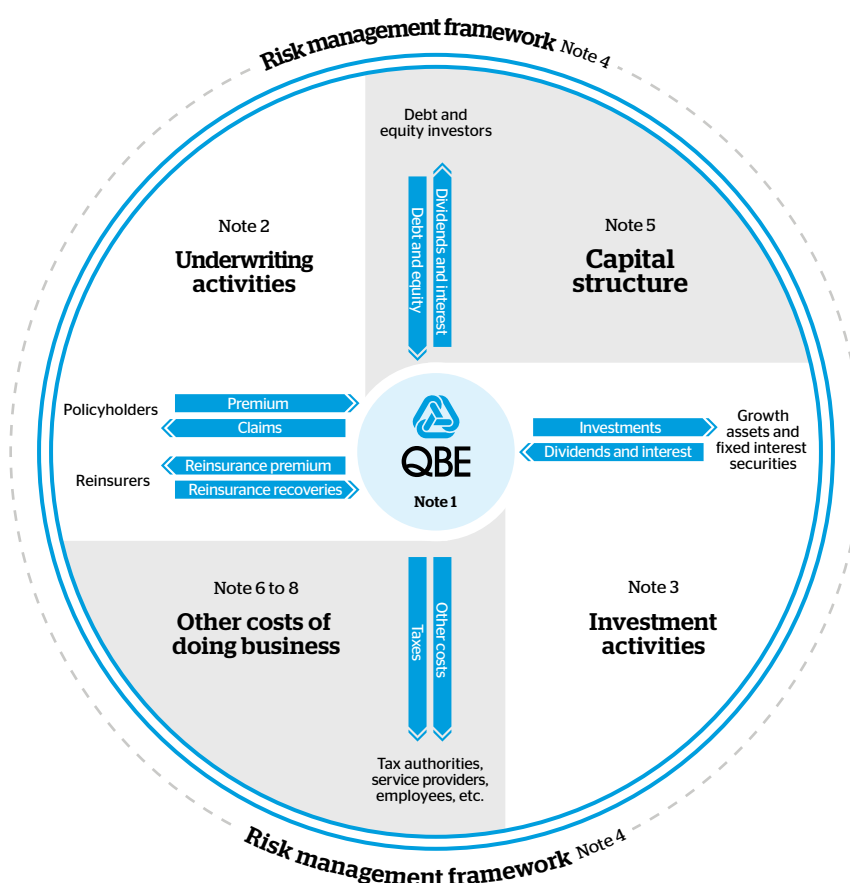 Risk management framework Note 4
Debt and
equity investors
Debt and equity
Dividends and interest
Note 2
Underwriting
activities
Note 5
Capital
structure
Policyholders
Premium
Claims
Reinsurers
Reinsurance premium
Reinsurance recoveries
QBE
Note 1
Investments
Dividends and interest
Growth
assets and
fixed interest
securities
Note 6 to 8
Other costs of
doing business
Taxes
Other costs
Note 3
Investment
activities
Tax authorities,
service providers,
employees, etc.
Risk management framework Note 4